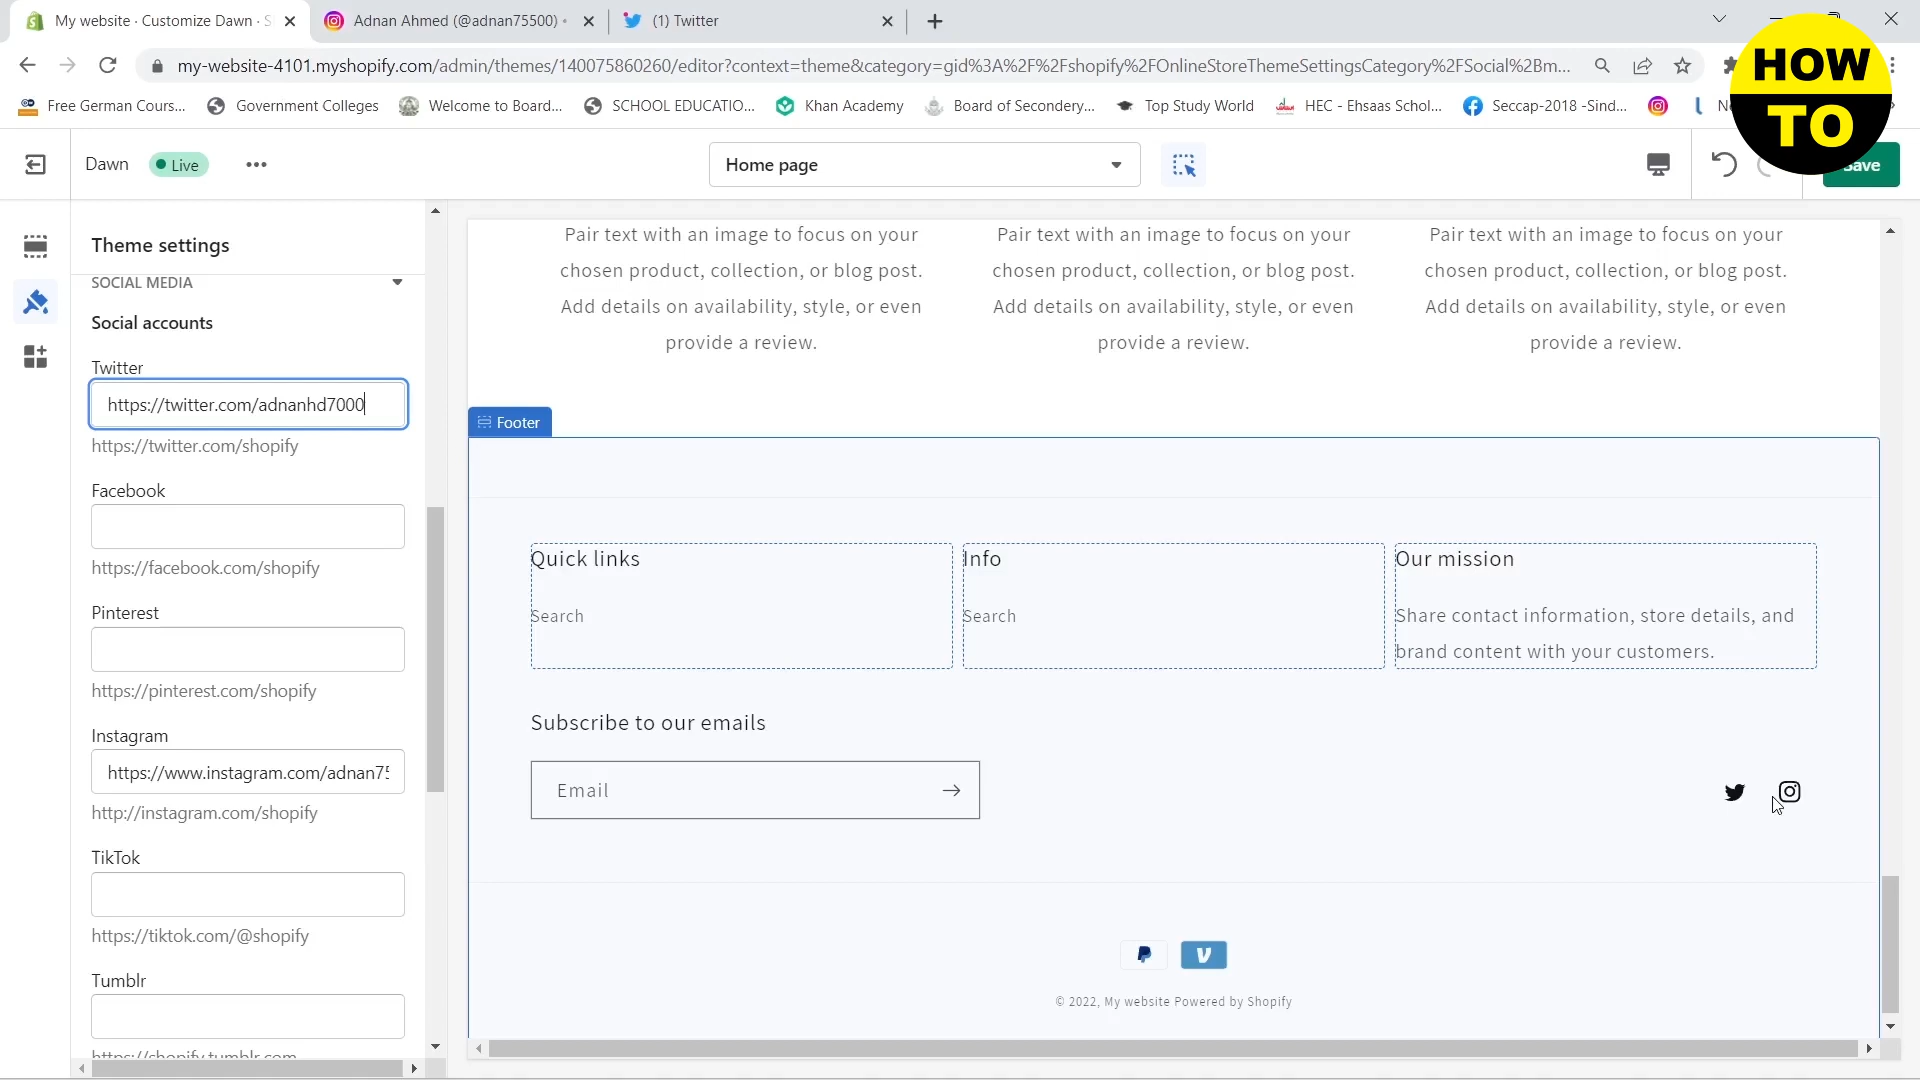 My website · Customize Dawn · S
Adnan Ahmed (@adnan75500) •
(1) Twitter
my-website-4101.myshopify.com/admin/themes/140075860260/editor?context=theme&category=gid%3A%2F%2Fshopify%2FOnlineStoreThemeSettingsCategory%2FSocial%2Bm...
HOW
TO
Free German Cours...
Government Colleges
Welcome to Board...
SCHOOL EDUCATIO...
Khan Academy
Board of Secondery...
Top Study World
HEC - Ehsaas Schol...
Seccap-2018 -Sind...
Dawn
Live
Home page
Save
Theme settings
SOCIAL MEDIA
Social accounts
Twitter
https://twitter.com/adnanhd7000
https://twitter.com/shopify
Facebook
https://facebook.com/shopify
Pinterest
https://pinterest.com/shopify
Instagram
https://www.instagram.com/adnan75
http://instagram.com/shopify
TikTok
https://tiktok.com/@shopify
Tumblr
https://shopify.tumblr.com
Pair text with an image to focus on your
chosen product, collection, or blog post.
Add details on availability, style, or even
provide a review.
Pair text with an image to focus on your
chosen product, collection, or blog post.
Add details on availability, style, or even
provide a review.
Pair text with an image to focus on your
chosen product, collection, or blog post.
Add details on availability, style, or even
provide a review.
Footer
Quick links
Search
Info
Search
Our mission
Share contact information, store details, and
brand content with your customers.
Subscribe to our emails
Email
© 2022, My website Powered by Shopify